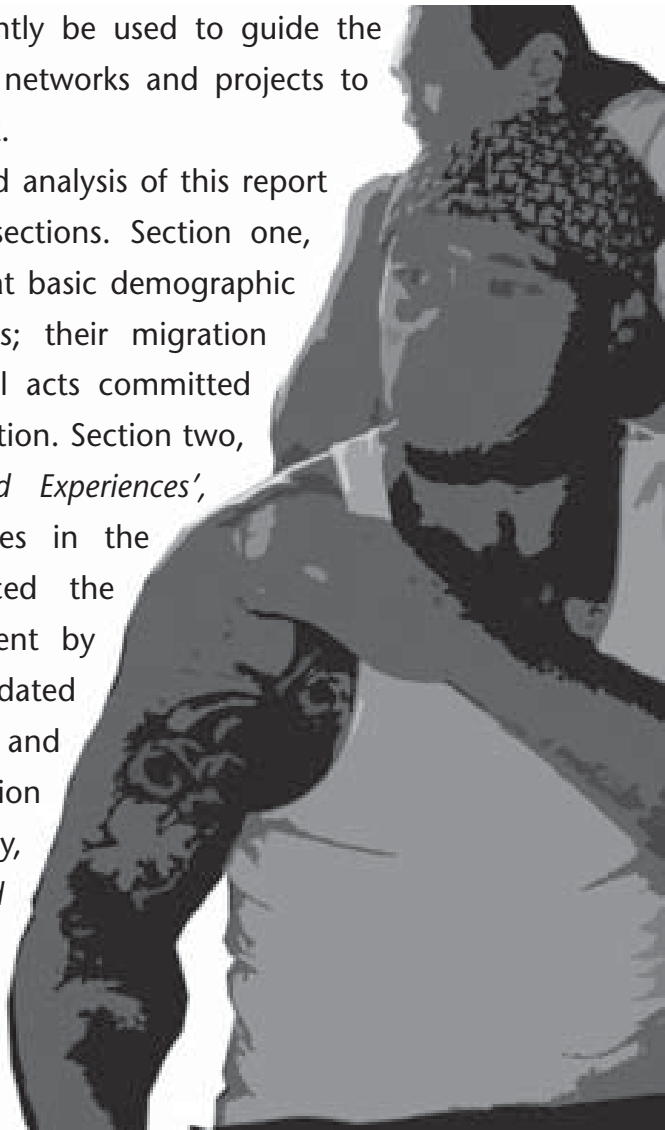 ntly be used to guide the
networks and projects to
.
d analysis of this report
sections. Section one,
at basic demographic
s; their migration
l acts committed
tion. Section two,
d Experiences',
es in the
ted the
ent by
dated
and
ion
y,
d